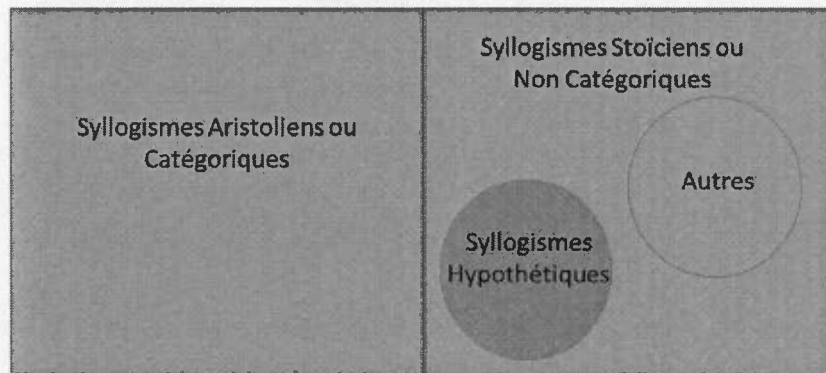 Syllogismes Aristoliens ou
Catégoriques
Syllogismes Stoïciens ou
Non Catégoriques
Autres
Syllogismes
Hypothétiques